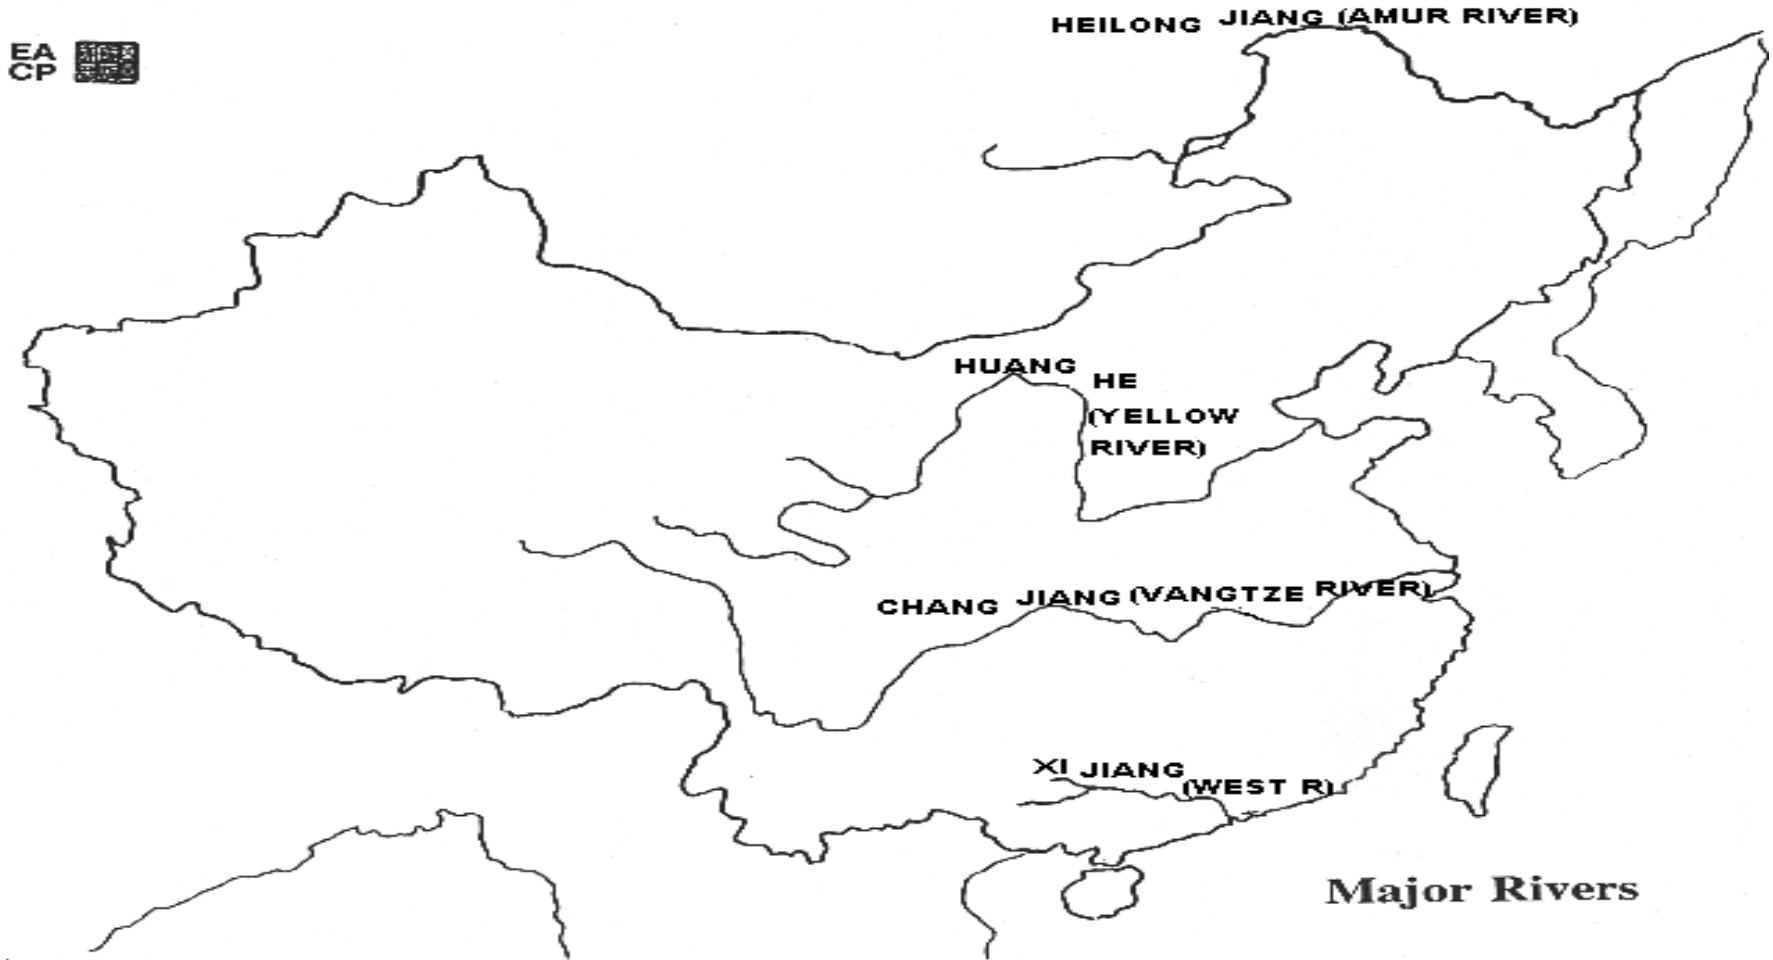 HEILONG JIANG (AMUR RIVER)
EA
CP
HUANG HE
(YELLOW
RIVER)
CHANG JIANG (VANGTZE RIVER)
XI JIANG (WEST R)
Major Rivers